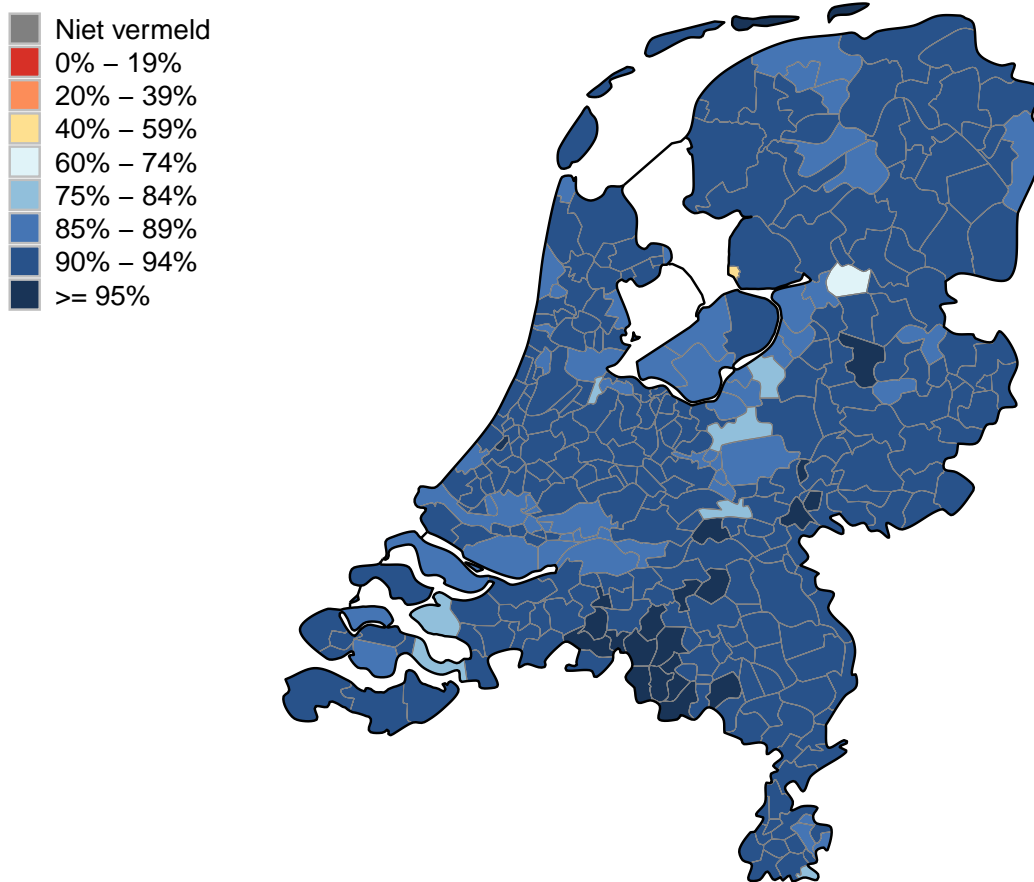 Niet vermeld
0% – 19%
20% – 39%
40% – 59%
60% – 74%
75% – 84%
85% – 89%
90% – 94%
>= 95%